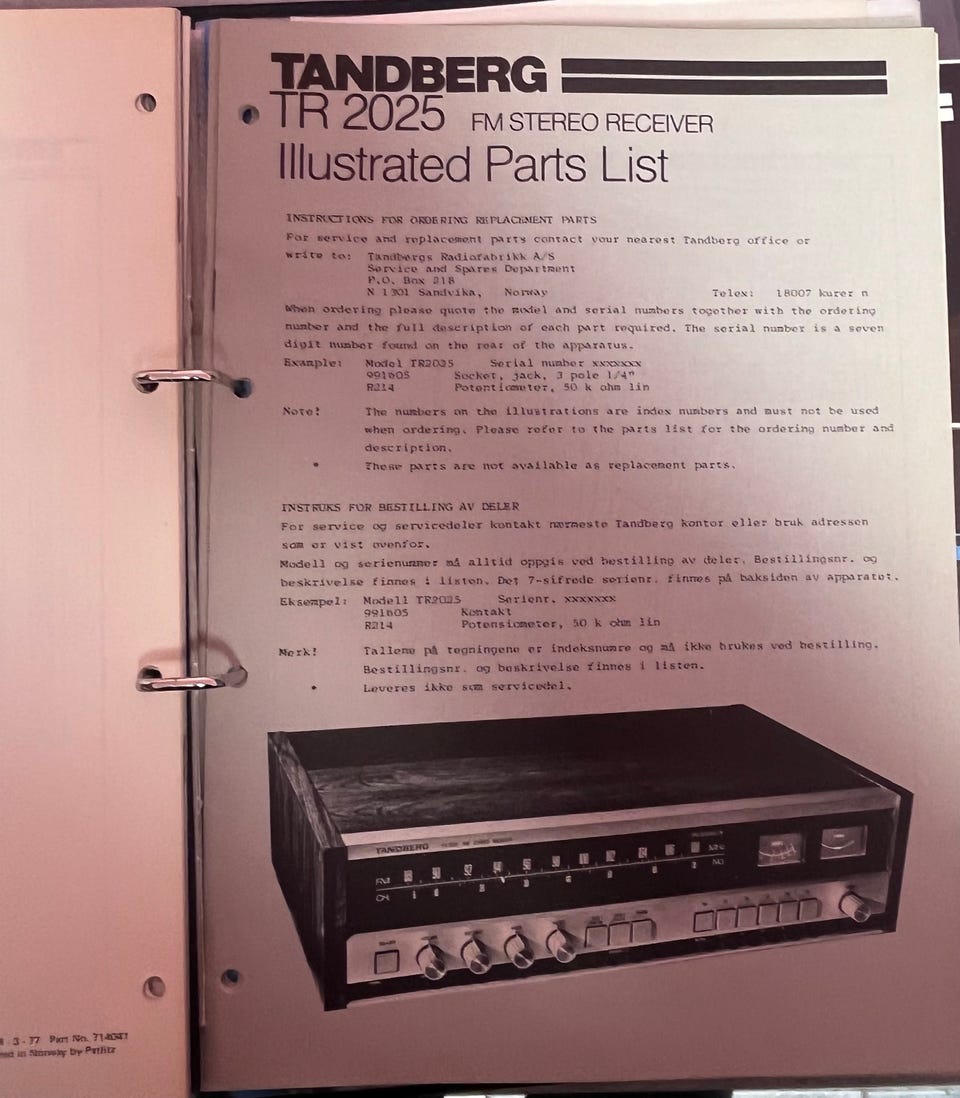 TANDBERG
TR 2025 FM STEREO RECEIVER
Illustrated Parts List
INSTRUCTIONS FOR ORDERING REPLACEMENT PARTS
For service and replacement parts contact your nearest Tandberg office or
write to: Tandbergs Radiofabrikk A/S
Service and Spares Department
P.O. Box 218
N 1301 Sandvika, Norway Telex: 18007 kurer n
When ordering please quote the model and serial numbers together with the ordering
number and the full description of each part required. The serial number is a seven
digit number found on the rear of the apparatus.
Example: Model TR2025 Serial number xxxxxxx
991605 Socket, jack, 3 pole 1/4"
R214 Potentiometer, 50 k ohm lin
Note! The numbers on the illustrations are index numbers and must not be used
when ordering. Please refer to the parts list for the ordering number and
description.
• These parts are not available as replacement parts.
INSTRUKS FOR BESTILLING AV DELER
For service og servicedeler kontakt nærmeste Tandberg kontor eller bruk adressen
som er vist ovenfor.
Modell og serienummer må alltid oppgis ved bestilling av deler. Bestillingsnr. og
beskrivelse finnes i listen. Det 7-sifrede serienr. finnes på baksiden av apparatet.
Eksempel: Modell TR2025 Serienr. xxxxxxx
991605 Kontakt
R214 Potensiometer, 50 k ohm lin
Merk! Tallene på tegningene er indeksnumre og må ikke brukes ved bestilling.
Bestillingsnr. og beskrivelse finnes i listen.
• Leveres ikke som servicedel.
TANDBERG
FM
CH
3 - 77 Part No.
in Norway by